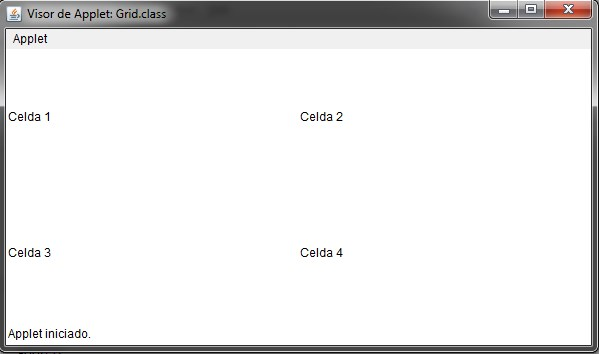 Visor de Applet: Grid.class
Applet
Celda 1
Celda 2
Celda 3
Celda 4
Applet iniciado.